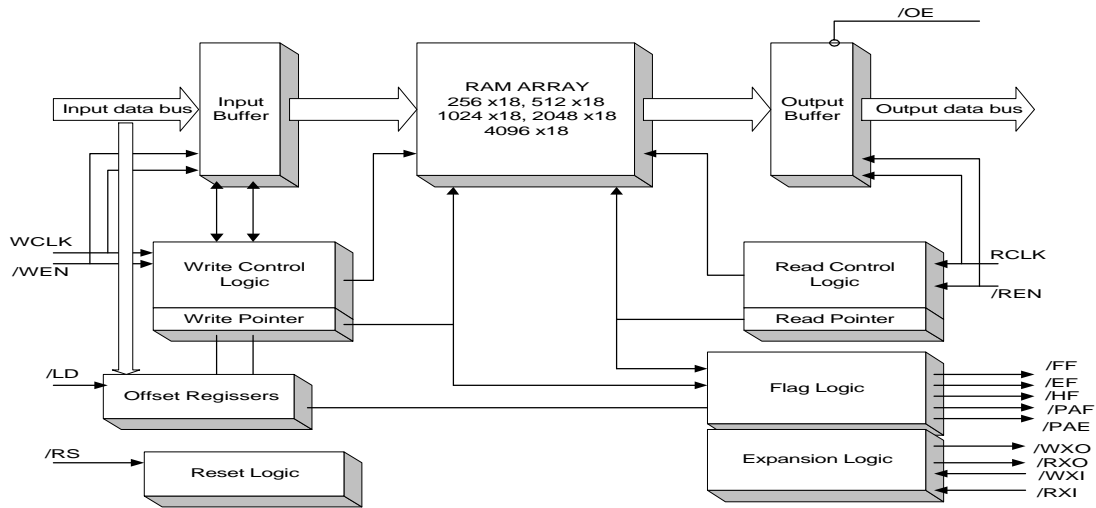 /OE
Input data bus
Input
Buffer
RAM ARRAY
256 x18, 512 x18
1024 x18, 2048 x18
4096 x18
Output
Buffer
Output data bus
WCLK
/WEN
Write Control
Logic
Write Pointer
Read Control
Logic
Read Pointer
RCLK
/REN
/LD
Offset Regissers
Flag Logic
/FF
/EF
/HF
/PAF
/PAE
/RS
Reset Logic
Expansion Logic
/WXO
/RXO
/WXI
/RXI